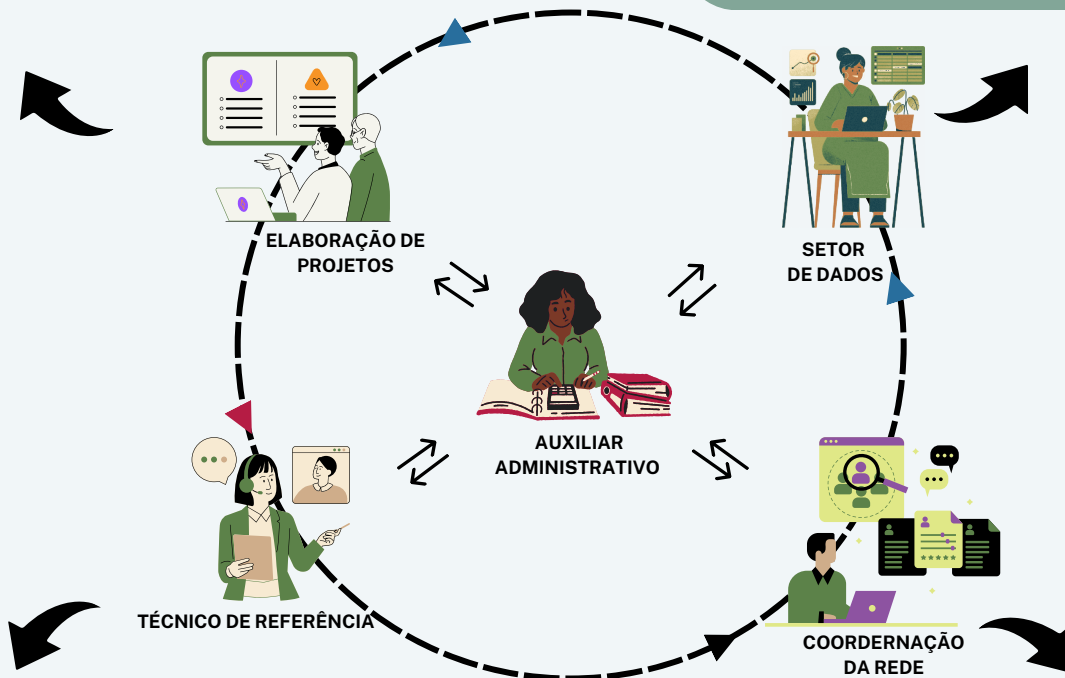 ELABORAÇÃO DE
PROJETOS
SETOR
DE DADOS
AUXILIAR
ADMINISTRATIVO
TÉCNICO DE REFERÊNCIA
COORDERNAÇÃO
DA REDE